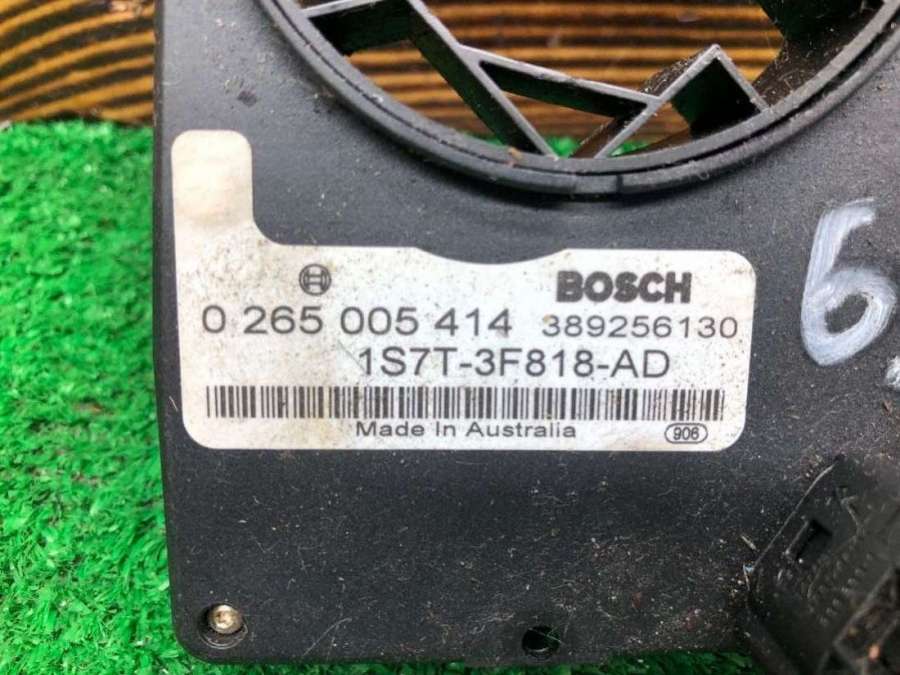 BOSCH
0 265 005 414 389256130
1S7T-3F818-AD
Made In Australia 906
6